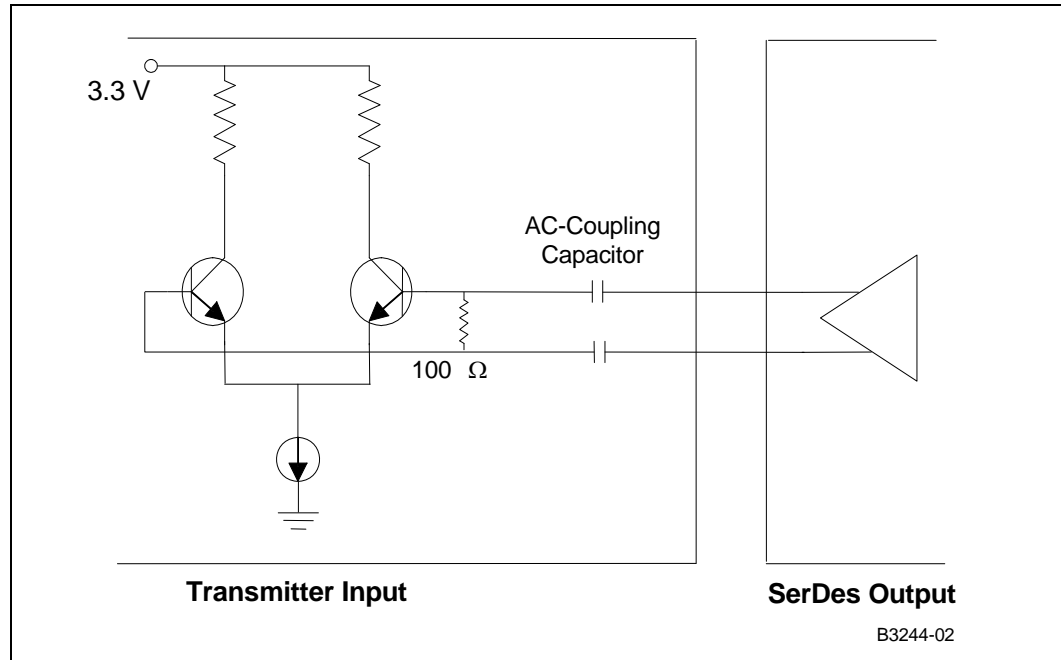 3.3 V
AC-Coupling
Capacitor
100 Ω
Transmitter Input
SerDes Output
B3244-02